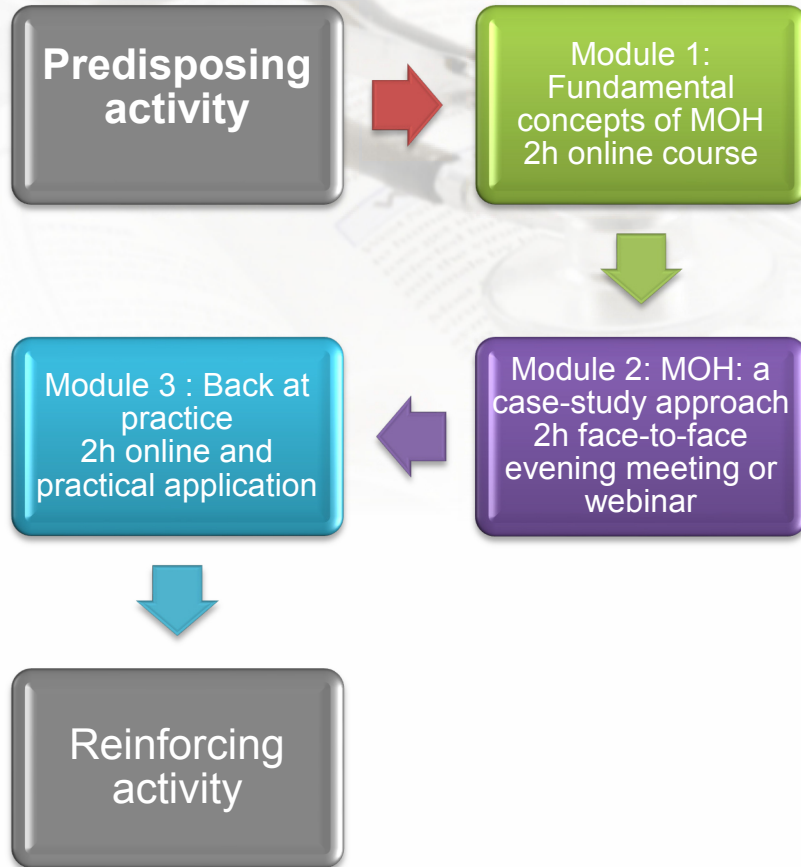 Predisposing
activity
Module 1:
Fundamental
concepts of MOH
2h online course
Module 2: MOH: a
case-study approach
2h face-to-face
evening meeting or
webinar
Module 3 : Back at
practice
2h online and
practical application
Reinforcing
activity